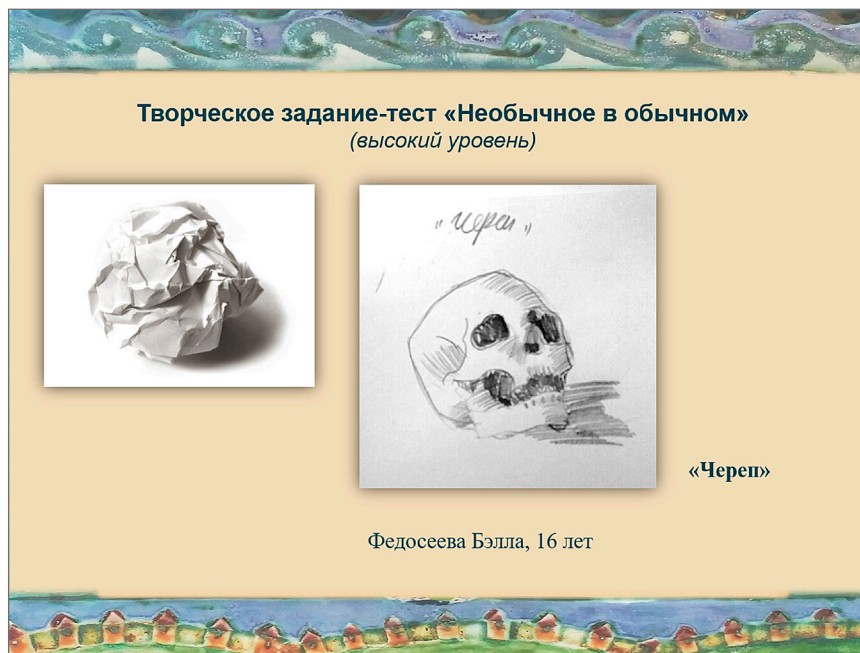 Творческое задание-тест «Необычное в обычном»
(высокий уровень)
"Череп"
«Череп»
Федосеева Бэлла, 16 лет